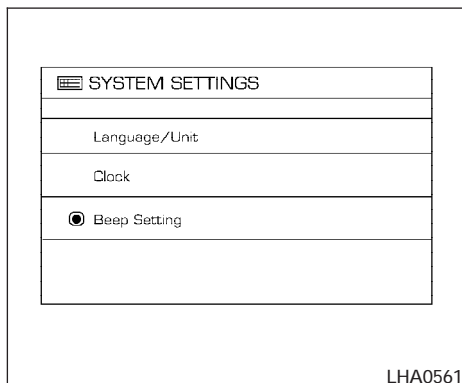 SYSTEM SETTINGS
Language/Unit
Clock
Beep Setting
LHA0561